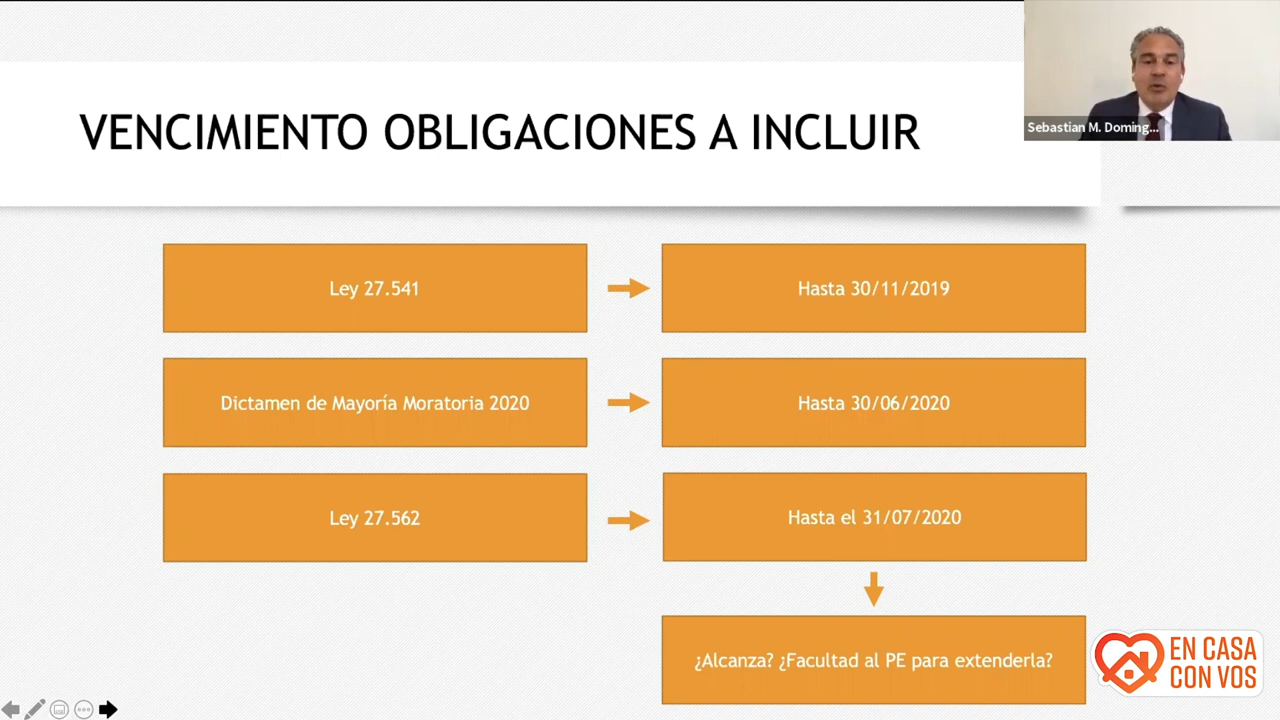 Sebastian M. Doming...
VENCIMIENTO OBLIGACIONES A INCLUIR
Ley 27.541
Hasta 30/11/2019
Dictamen de Mayoría Moratoria 2020
Hasta 30/06/2020
Ley 27.562
Hasta el 31/07/2020
¿Alcanza? ¿Facultad al PE para extenderla?
EN CASA
CON VOS